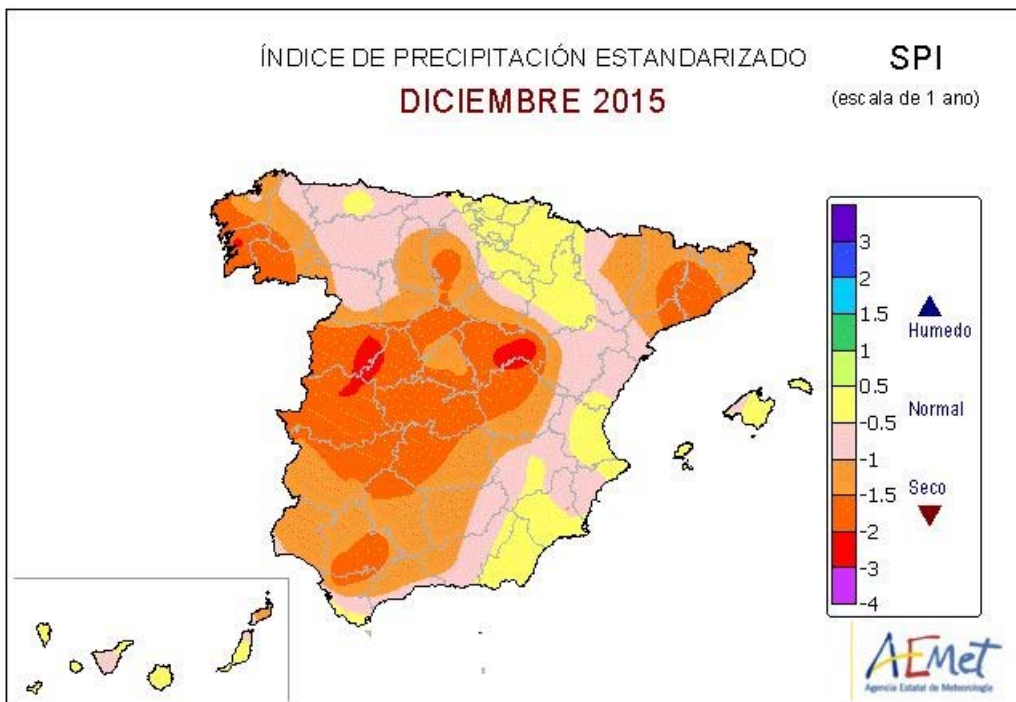 ÍNDICE DE PRECIPITACIÓN ESTANDARIZADO
DICIEMBRE 2015
SPI
(escala de 1 ano)
3
2
1.5
1
0.5
-0.5
-1
-1.5
-2
-3
-4
Humedo
Normal
Seco
AEMet
Agencia Estatal de Meteorología